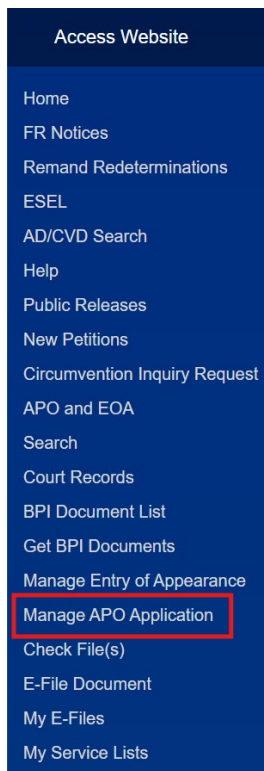 Access Website
Home
FR Notices
Remand Redeterminations
ESEL
AD/CVD Search
Help
Public Releases
New Petitions
Circumvention Inquiry Request
APO and EOA
Search
Court Records
BPI Document List
Get BPI Documents
Manage Entry of Appearance
Manage APO Application
Check File(s)
E-File Document
My E-Files
My Service Lists